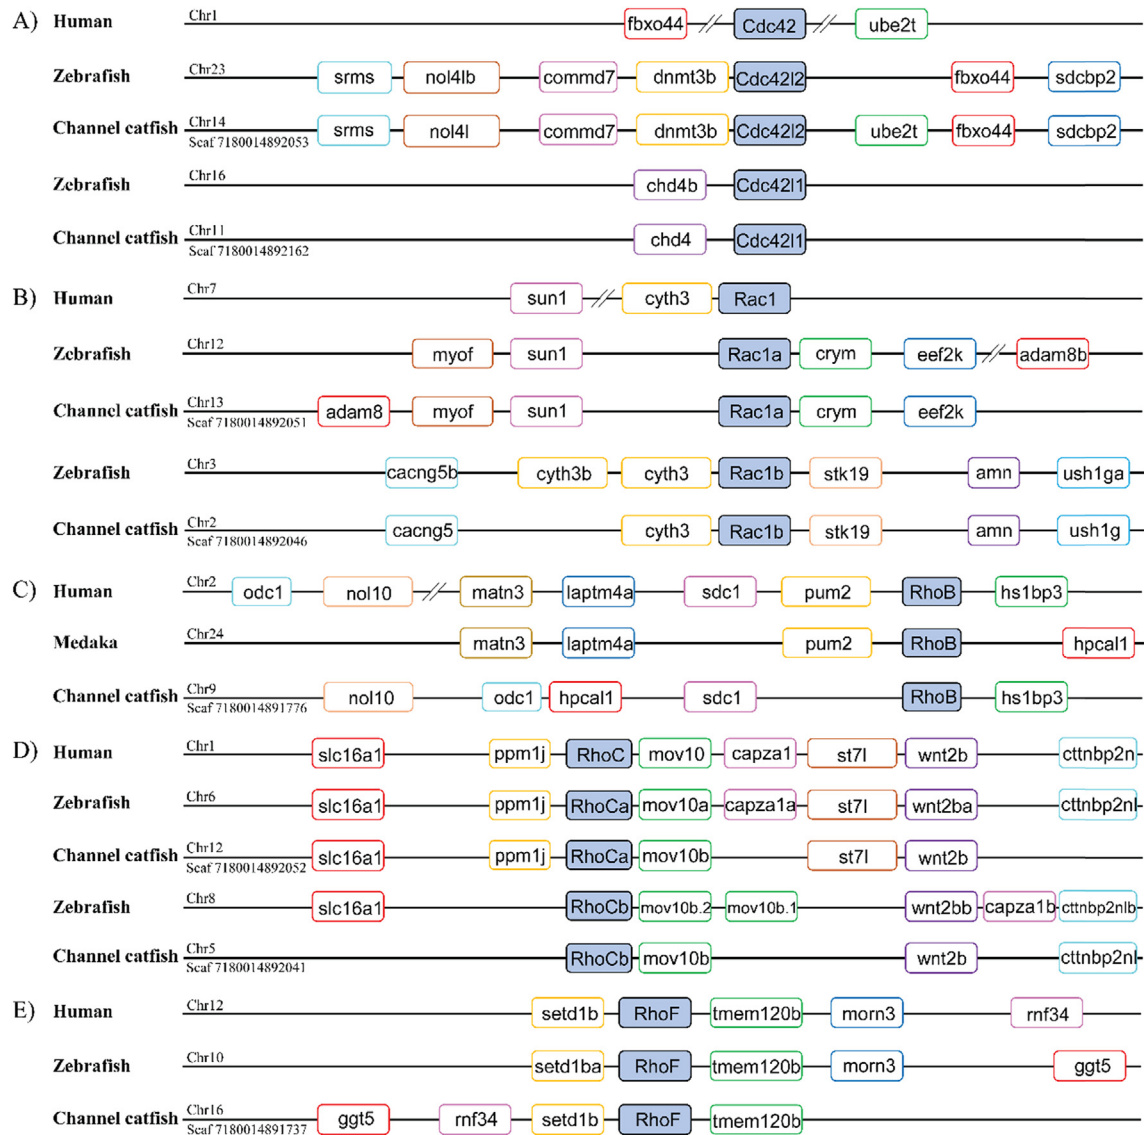 A) Human Chr1 fbxo44 // Cdc42 // ube2t
Zebrafish Chr23 srms nol4lb commd7 dnmt3b Cdc42l2 fbxo44 sdcbp2
Channel catfish Chr14 srms nol4l commd7 dnmt3b Cdc42l2 ube2t fbxo44 sdcbp2
Scaf 7180014892053
Zebrafish Chr16 chd4b Cdc42l1
Channel catfish Chr11 chd4 Cdc42l1
Scaf 7180014892162
B) Human Chr7 sun1 // cyth3 Rac1
Zebrafish Chr12 myof sun1 Rac1a crym eef2k // adam8b
Channel catfish Chr13 adam8 myof sun1 Rac1a crym eef2k
Scaf 7180014892051
Zebrafish Chr3 cacng5b cyth3b cyth3 Rac1b stk19 amn ush1ga
Channel catfish Chr2 cacng5 cyth3 Rac1b stk19 amn ush1g
Scaf 7180014892046
C) Human Chr2 odc1 nol10 // matn3 laptm4a sdc1 pum2 RhoB hs1bp3
Medaka Chr24 matn3 laptm4a pum2 RhoB hpcal1
Channel catfish Chr9 nol10 odc1 hpcal1 sdc1 RhoB hs1bp3
Scaf 7180014891776
D) Human Chr1 slc16a1 ppm1j RhoC mov10 capza1 st7l wnt2b cttnbp2n
Zebrafish Chr6 slc16a1 ppm1j RhoCa mov10a capza1a st7l wnt2ba cttnbp2nl
Channel catfish Chr12 slc16a1 ppm1j RhoCa mov10b st7l wnt2b
Scaf 7180014892052
Zebrafish Chr8 slc16a1 RhoCb mov10b.2 mov10b.1 wnt2bb capza1b cttnbp2nlb
Channel catfish Chr5 RhoCb mov10b wnt2b cttnbp2nl
Scaf 7180014892041
E) Human Chr12 setd1b RhoF tmem120b morn3 rnf34
Zebrafish Chr10 setd1ba RhoF tmem120b morn3 ggt5
Channel catfish Chr16 ggt5 rnf34 setd1b RhoF tmem120b
Scaf 7180014891737